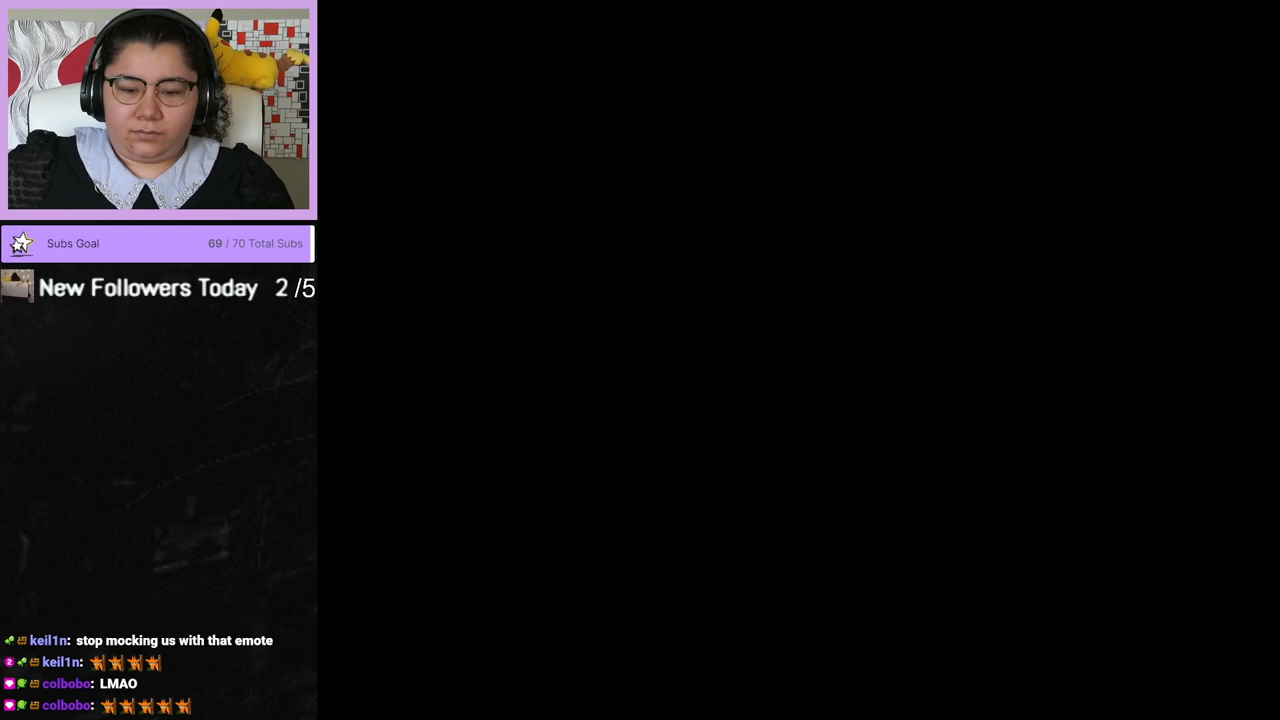 Subs Goal 69 / 70 Total Subs
New Followers Today 2 /5
keil1n: stop mocking us with that emote
2 keil1n:
colbobo: LMAO
colbobo: